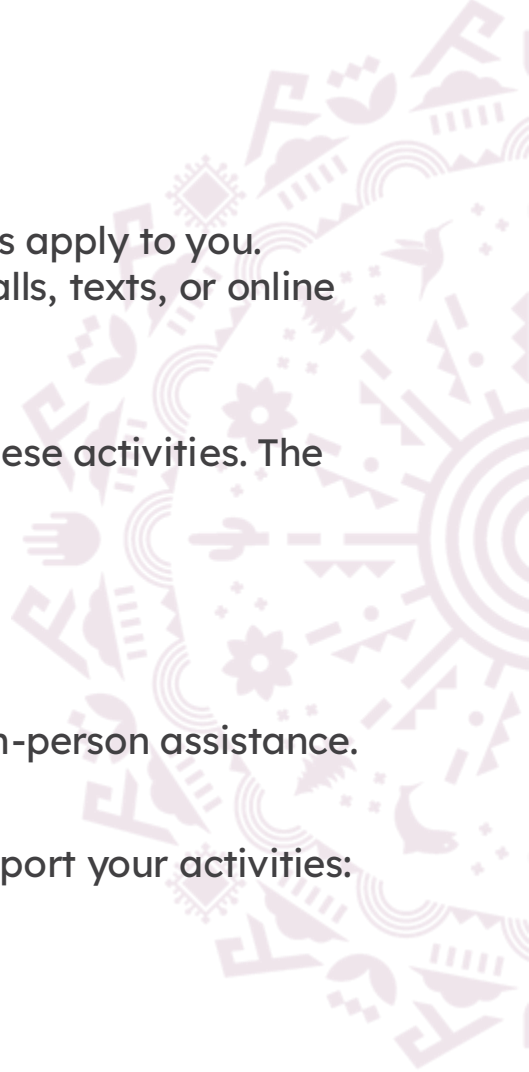 s apply to you.
alls, texts, or online
ese activities. The
n-person assistance.
port your activities: